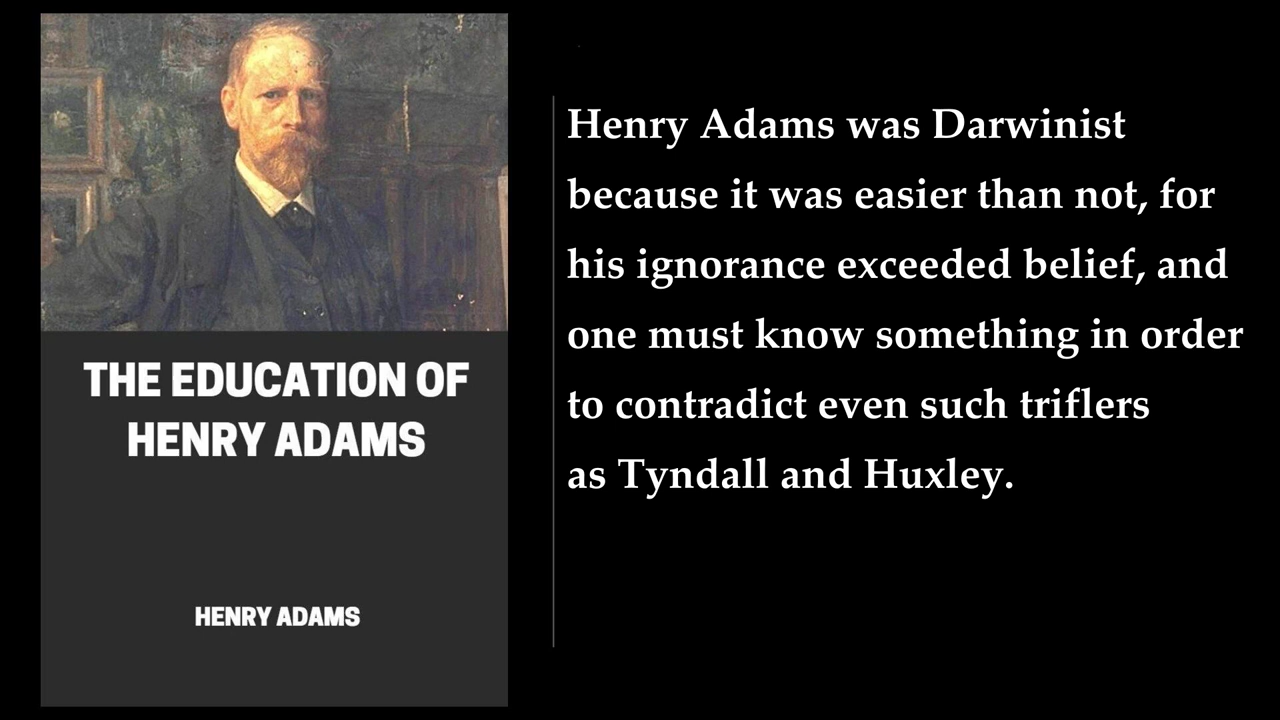 THE EDUCATION OF
HENRY ADAMS
HENRY ADAMS
Henry Adams was Darwinist
because it was easier than not, for
his ignorance exceeded belief, and
one must know something in order
to contradict even such triflers
as Tyndall and Huxley.